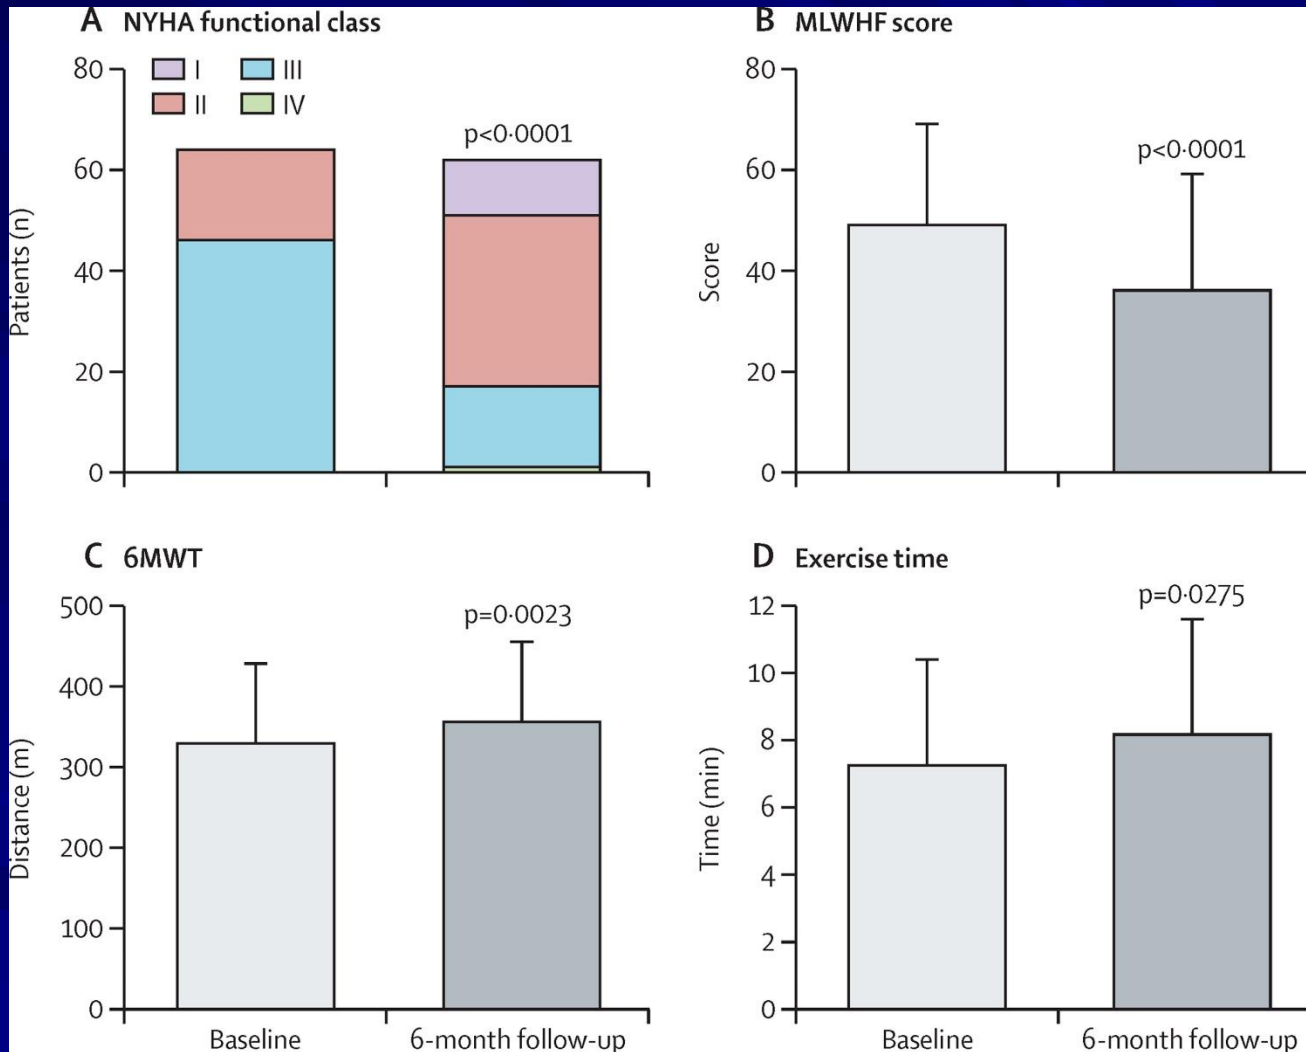 A NYHA functional class
I III
II IV
80
60
40
20
0
Patients (n)
p<0·0001
B MLWHF score
80
60
40
20
0
Score
p<0·0001
C 6MWT
500
400
300
200
100
0
Distance (m)
p=0·0023
Baseline 6-month follow-up
D Exercise time
12
10
8
6
4
2
0
Time (min)
p=0·0275
Baseline 6-month follow-up